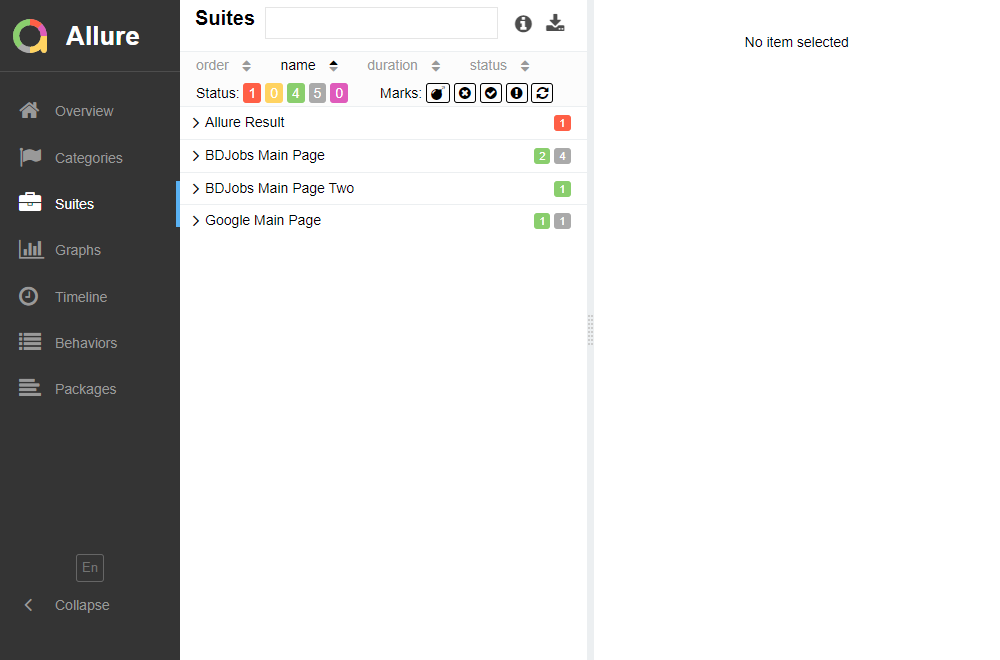 Allure
Overview
Categories
Suites
Graphs
Timeline
Behaviors
Packages
En
Collapse
Suites
order name duration status
Status: 1 0 4 5 0 Marks:
Allure Result 1
BDJobs Main Page 2 4
BDJobs Main Page Two 1
Google Main Page 1 1
No item selected